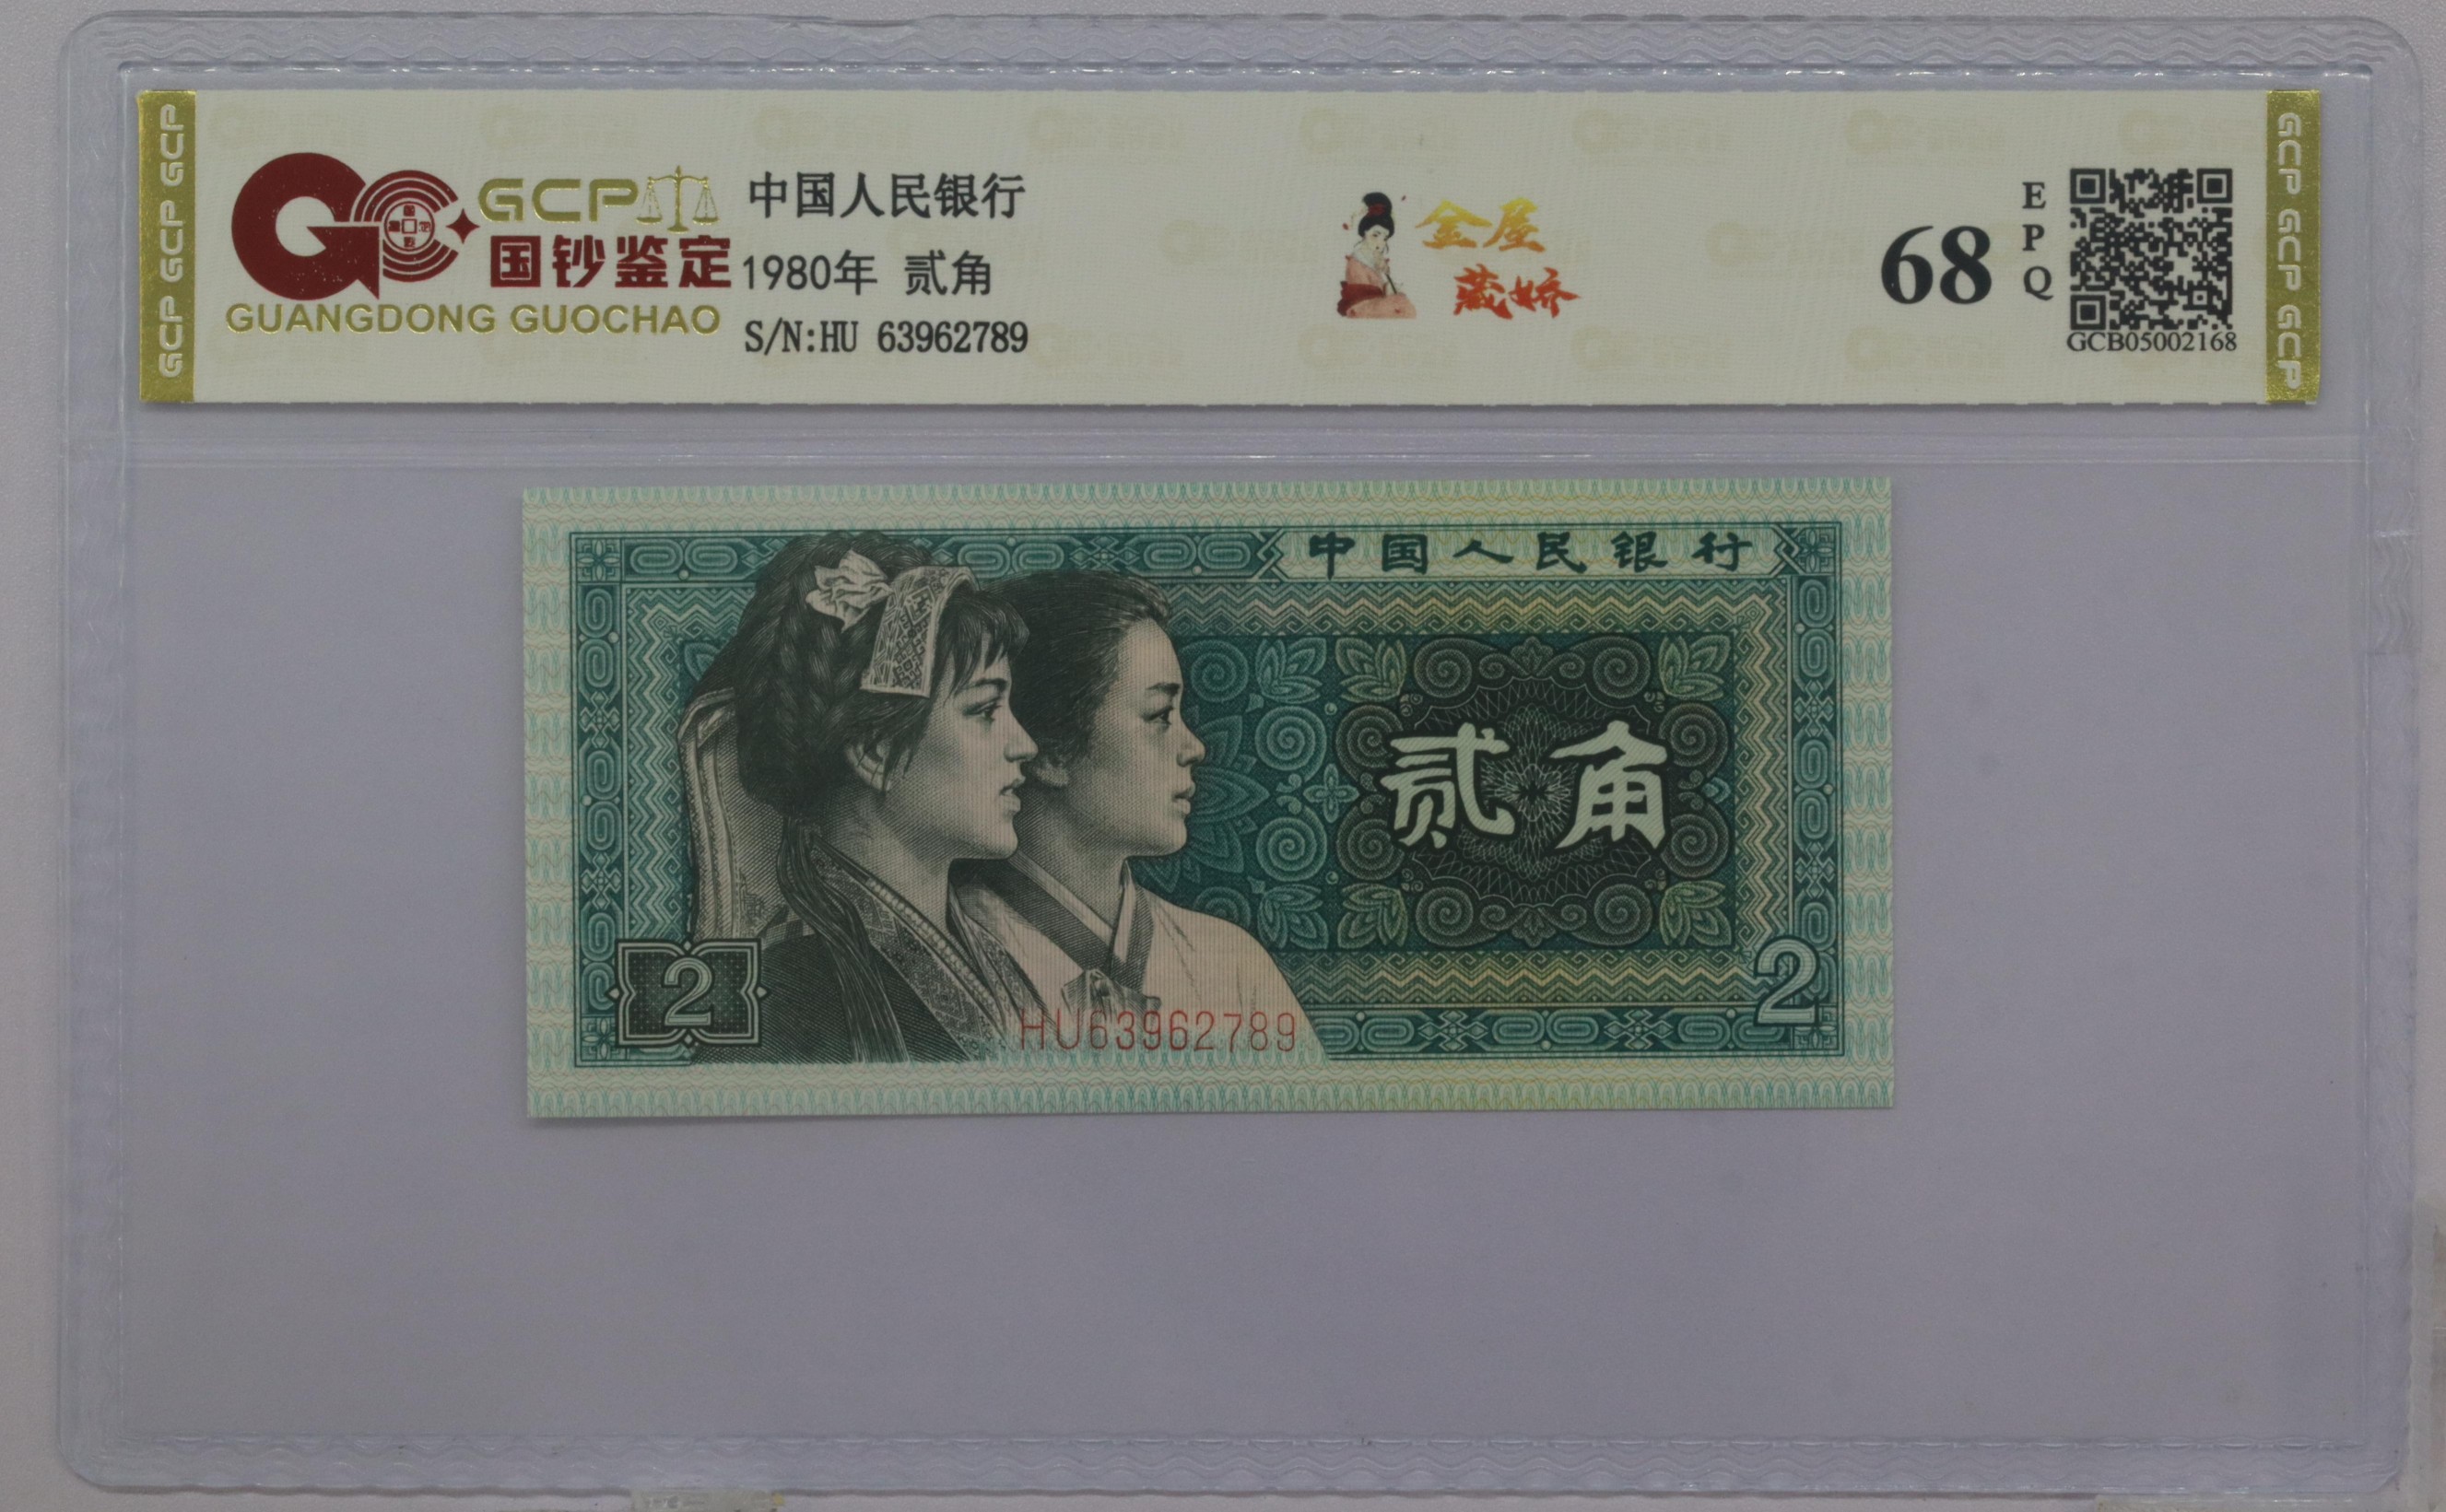 GCP GCP GCP GCP
GCP
国钞鉴定
GUANGDONG GUOCHAO
中国人民银行
1980年 贰角
S/N:HU 63962789
金屋
藏娇
68
E
P
Q
GCB05002168
GCP GCP GCP GCP
中国人民银行
贰角
2
2
HU63962789